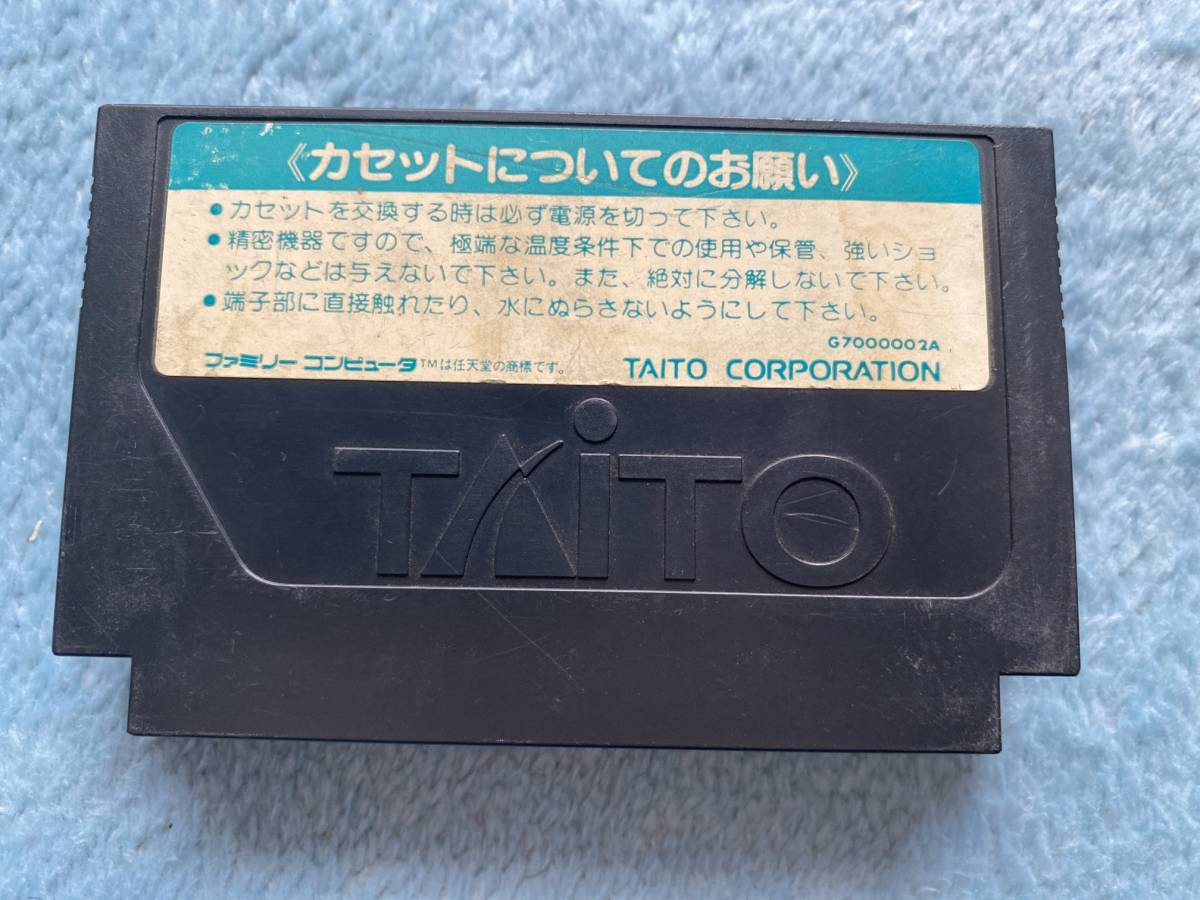 《カセットについてのお願い》
●カセットを交換する時は必ず電源を切って下さい。
●精密機器ですので、極端な温度条件下での使用や保管、強いショ
ックなどは与えないで下さい。また、絶対に分解しないで下さい。
●端子部に直接触れたり、水にぬらさないようにして下さい。
G7000002A
ファミリーコンピュータTMは任天堂の商標です。 TAITO CORPORATION
TAiTO